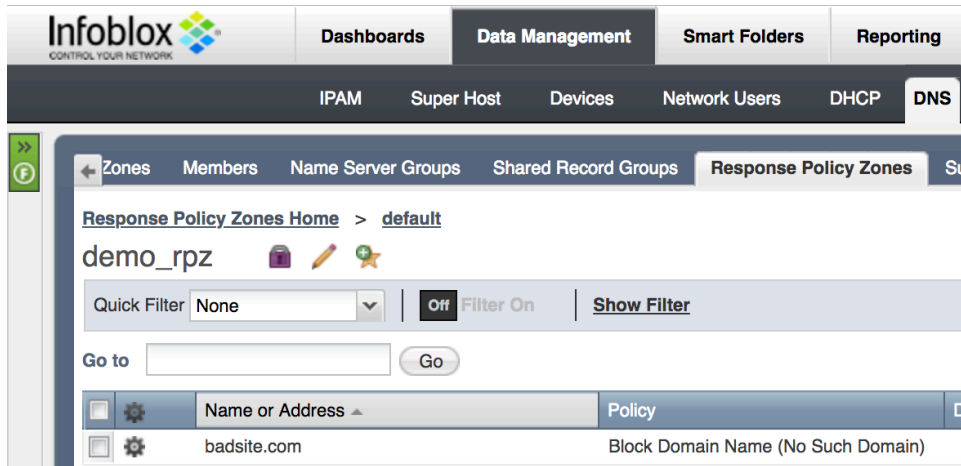 Infoblox
CONTROL YOUR NETWORK
Dashboards Data Management Smart Folders Reporting
IPAM Super Host Devices Network Users DHCP DNS
Zones Members Name Server Groups Shared Record Groups Response Policy Zones
Response Policy Zones Home > default
demo_rpz
Quick Filter None Off Filter On Show Filter
Go to Go
Name or Address Policy
badsite.com Block Domain Name (No Such Domain)